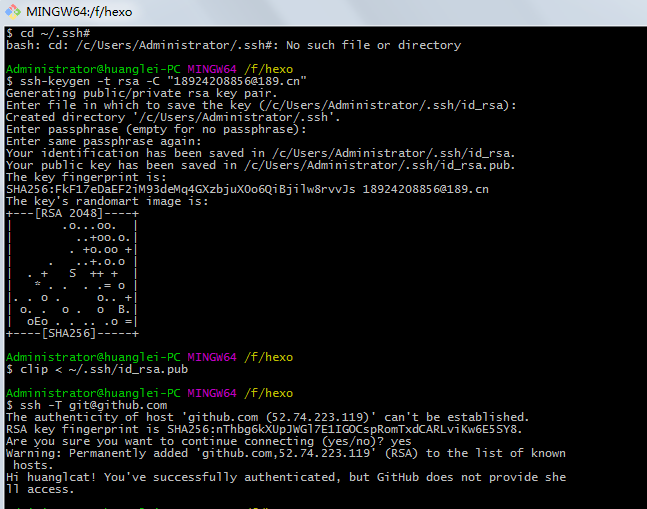 MINGW64:/f/hexo
$ cd ~/.ssh#
bash: cd: /c/Users/Administrator/.ssh#: No such file or directory
Administrator@huanglei-PC MINGW64 /f/hexo
$ ssh-keygen -t rsa -C "18924208856@189.cn"
Generating public/private rsa key pair.
Enter file in which to save the key (/c/Users/Administrator/.ssh/id_rsa):
Created directory '/c/Users/Administrator/.ssh'.
Enter passphrase (empty for no passphrase):
Enter same passphrase again:
Your identification has been saved in /c/Users/Administrator/.ssh/id_rsa.
Your public key has been saved in /c/Users/Administrator/.ssh/id_rsa.pub.
The key fingerprint is:
SHA256:FkF17eDaEF2iM93deMq4GXzbjuXOo6QiBjilw8rvvJs 18924208856@189.cn
The key's randomart image is:
+---[RSA 2048]----+
|       .o...oo.  |
|         ..+oo.o.|
|        . +o.oo +|
|     .   ..+.o.o |
|  . +   S  ++ +  |
|   * . .  . .= o |
|. . o .     o.. +|
| o. .  o .  o  B.|
|  oEo . . .. .o =|
+----[SHA256]-----+
Administrator@huanglei-PC MINGW64 /f/hexo
$ clip < ~/.ssh/id_rsa.pub
Administrator@huanglei-PC MINGW64 /f/hexo
$ ssh -T git@github.com
The authenticity of host 'github.com (52.74.223.119)' can't be established.
RSA key fingerprint is SHA256:nThbg6kXUpJWGl7E1IGOCspRomTxdCARLviKw6E5SY8.
Are you sure you want to continue connecting (yes/no)? yes
Warning: Permanently added 'github.com,52.74.223.119' (RSA) to the list of known
 hosts.
Hi huanglcat! You've successfully authenticated, but GitHub does not provide she
ll access.